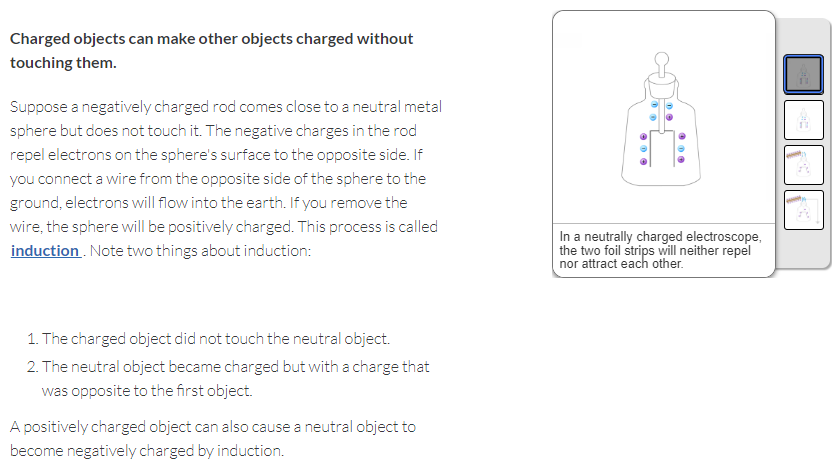 Charged objects can make other objects charged without
touching them.
Suppose a negatively charged rod comes close to a neutral metal
sphere but does not touch it. The negative charges in the rod
repel electrons on the sphere's surface to the opposite side. If
you connect a wire from the opposite side of the sphere to the
ground, electrons will flow into the earth. If you remove the
wire, the sphere will be positively charged. This process is called
induction . Note two things about induction:
1. The charged object did not touch the neutral object.
2. The neutral object became charged but with a charge that
was opposite to the first object.
A positively charged object can also cause a neutral object to
become negatively charged by induction.
In a neutrally charged electroscope,
the two foil strips will neither repel
nor attract each other.